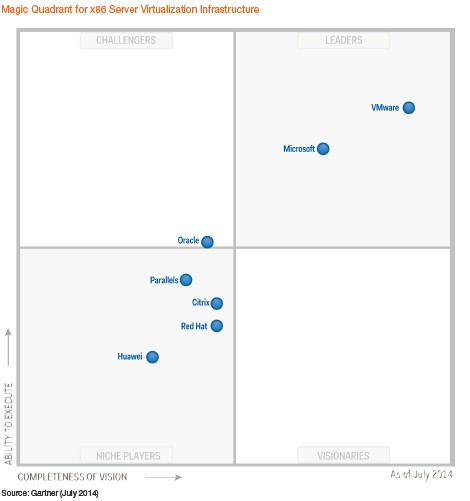 Magic Quadrant for x86 Server Virtualization Infrastructure
CHALLENGERS
LEADERS
VMware
Microsoft
Oracle
Parallels
Citrix
Red Hat
Huawei
NICHE PLAYERS
VISIONARIES
ABILITY TO EXECUTE
COMPLETENESS OF VISION
As of July 2014
Source: Gartner (July 2014)